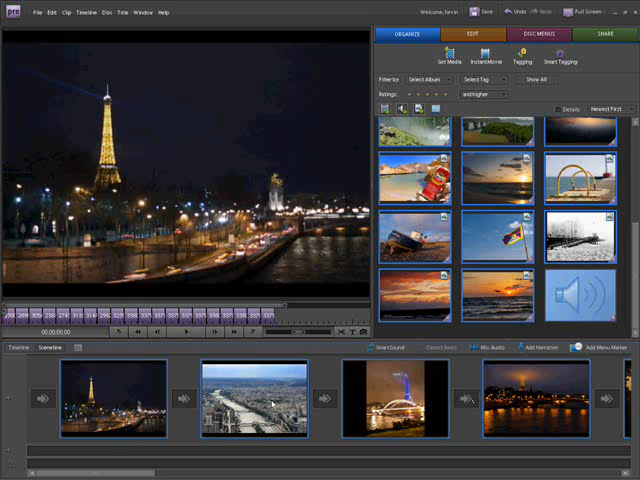 pre File Edit Clip Timeline Disc Title Window Help Welcome, Kevin Save Undo Redo Full Screen
ORGANIZE EDIT DISC MENUS SHARE
Get Media InstantMovie Tagging Smart Tagging
Filter by: Select Album Select Tag Show All
Ratings: and higher
Details Newest First
00;00;00;00
Timeline Sceneline SmartSound Detect Beats Mix Audio Add Narration Add Menu Marker